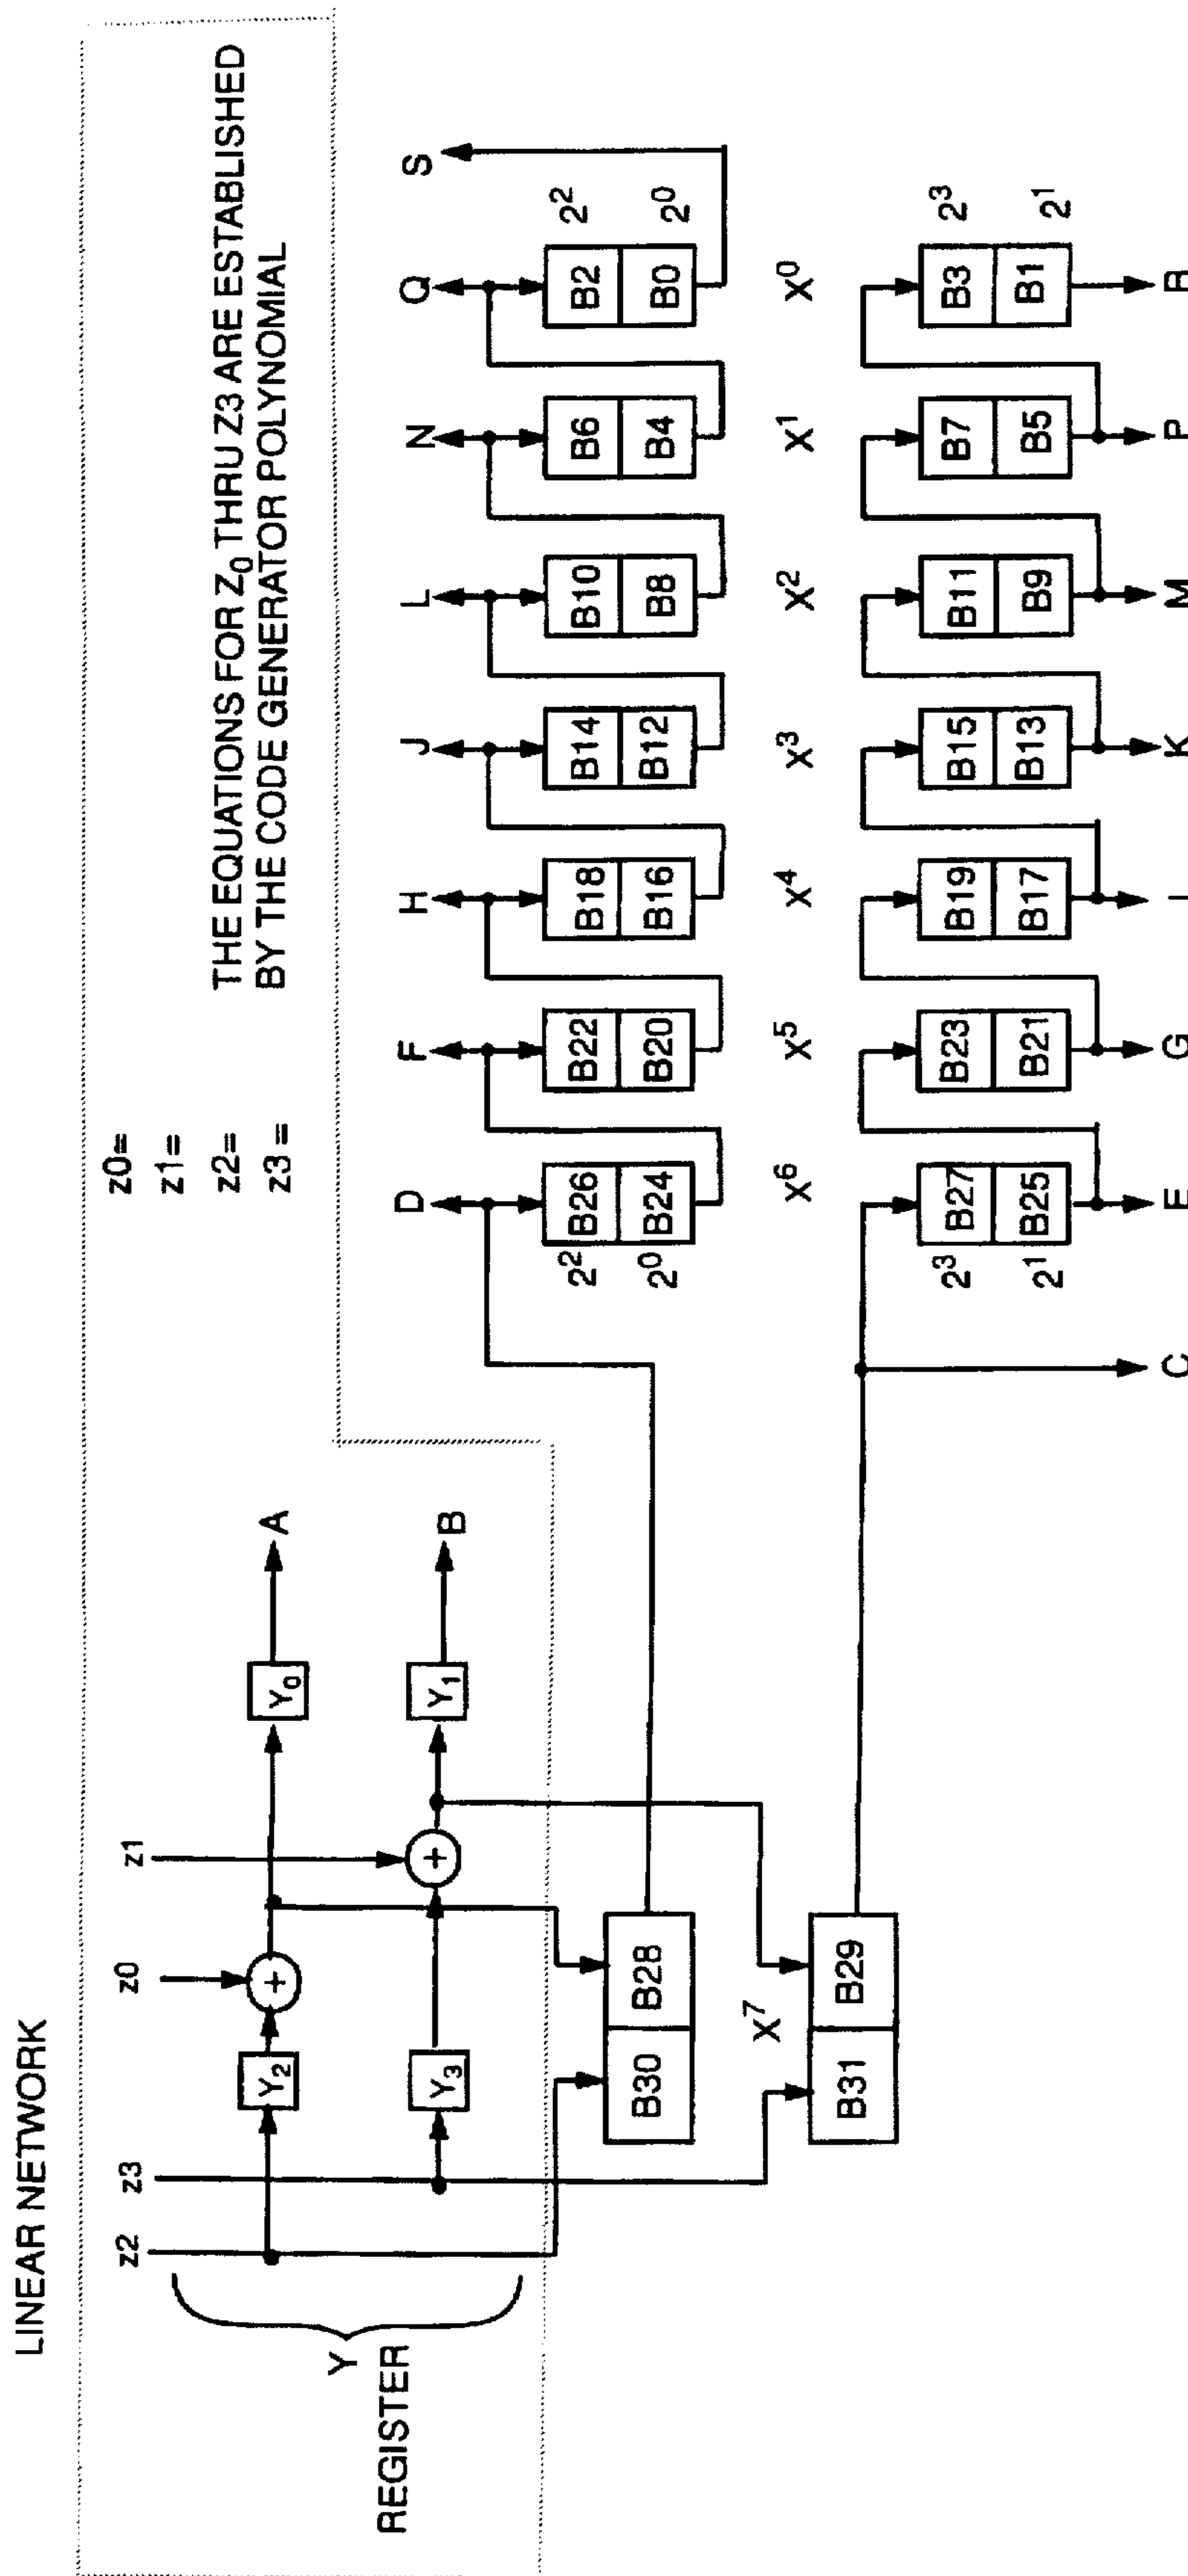 LINEAR NETWORK
z2 z3 z0 z1
z0=
z1=
z2=
z3 =
THE EQUATIONS FOR Z0 THRU Z3 ARE ESTABLISHED
BY THE CODE GENERATOR POLYNOMIAL
Y2 Y0 A
Y3 Y1 B
Y
REGISTER
D F H J L N Q S
2² B26 B22 B18 B14 B10 B6 B2 2²
2⁰ B24 B20 B16 B12 B8 B4 B0 2⁰
B30 B28
X⁷ X⁶ X⁵ X⁴ X³ X² X¹ X⁰
B31 B29
2³ B27 B23 B19 B15 B11 B7 B3 2³
2¹ B25 B21 B17 B13 B9 B5 B1 2¹
C E G I K M P R